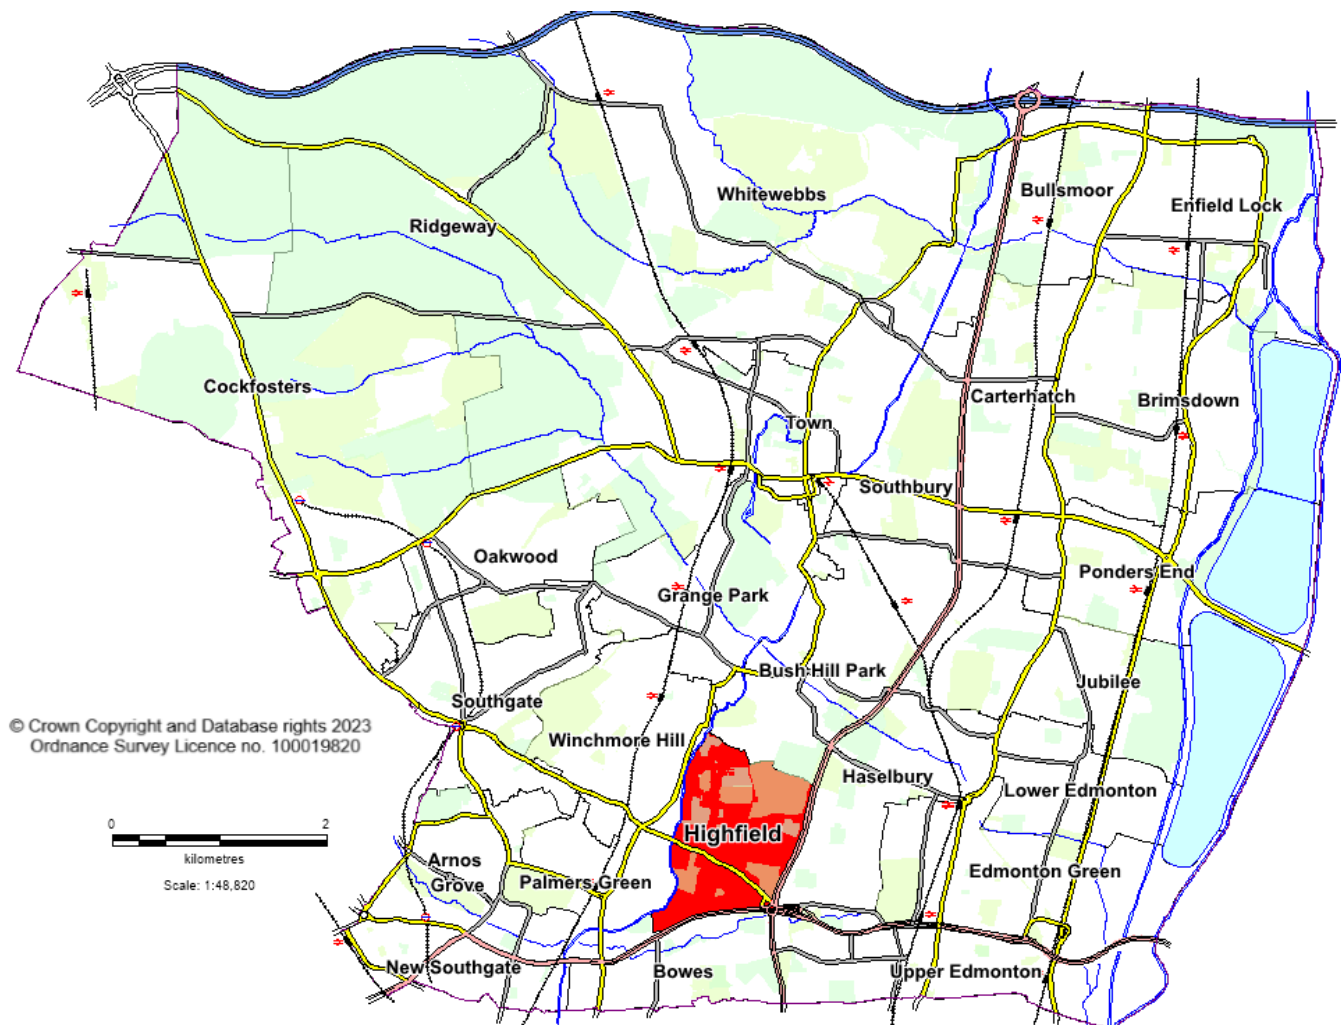 Whitewebbs
Bullsmoor
Enfield Lock
Ridgeway
Cockfosters
Carterhatch
Brimsdown
Town
Southbury
Oakwood
Grange Park
Ponders End
Bush Hill Park
Jubilee
Southgate
© Crown Copyright and Database rights 2023
Ordnance Survey Licence no. 100019820
Winchmore Hill
Haselbury
Lower Edmonton
0 2
kilometres
Scale: 1:48,820
Highfield
Arnos
Grove
Palmers Green
Edmonton Green
New Southgate
Bowes
Upper Edmonton